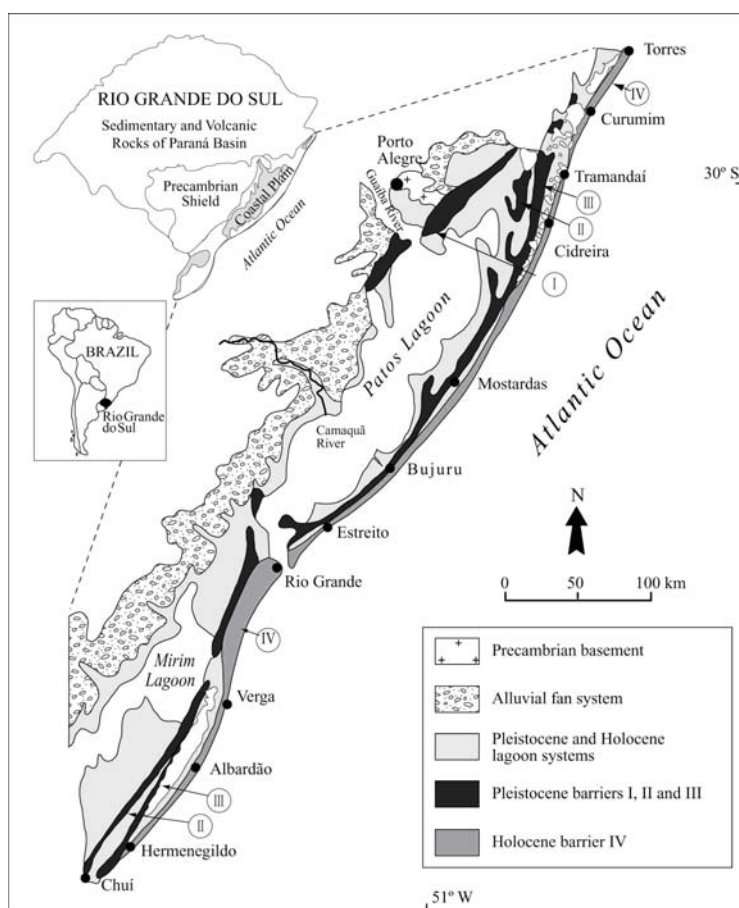 RIO GRANDE DO SUL
Sedimentary and Volcanic
Rocks of Paraná Basin
Precambrian
Shield
Coastal Plain
Atlantic Ocean
BRAZIL
Rio Grande
do Sul
Torres
IV
Curumim
Porto
Alegre
Guaíba River
Tramandaí
30º S
III
II
Cidreira
I
Patos Lagoon
Atlantic Ocean
Mostardas
Camaquã
River
Bujuru
N
Estreito
Rio Grande
0 50 100 km
IV
Mirim
Lagoon
Verga
Albardão
III
II
Hermenegildo
Chuí
Precambrian basement
Alluvial fan system
Pleistocene and Holocene
lagoon systems
Pleistocene barriers I, II and III
Holocene barrier IV
51º W